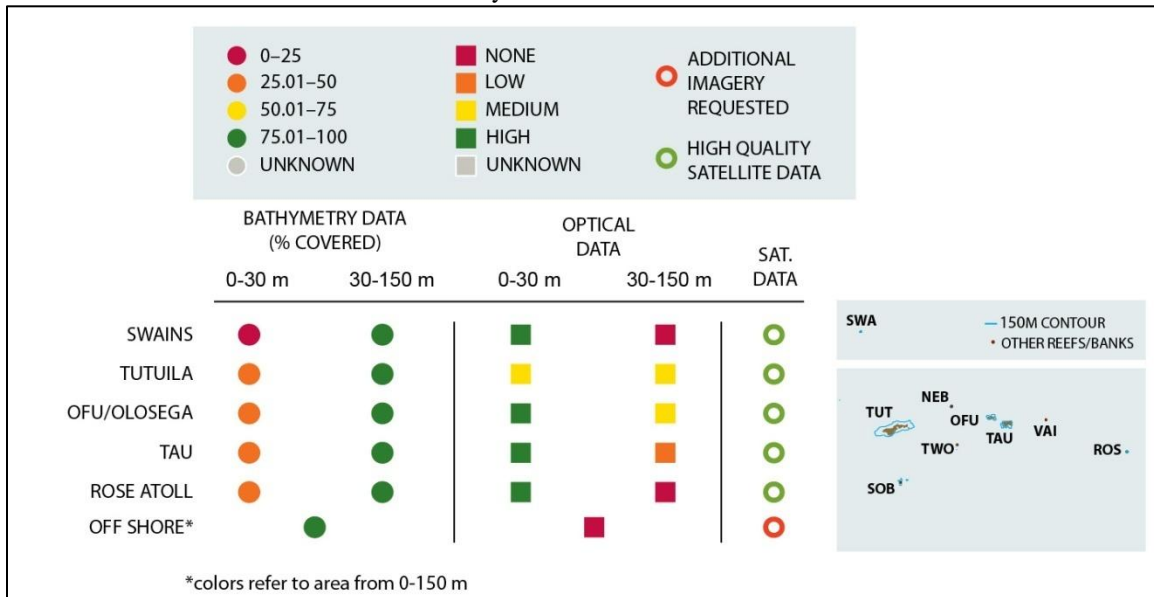 0–25
25.01–50
50.01–75
75.01–100
UNKNOWN
NONE
LOW
MEDIUM
HIGH
UNKNOWN
ADDITIONAL
IMAGERY
REQUESTED
HIGH QUALITY
SATELLITE DATA
BATHYMETRY DATA
(% COVERED)
OPTICAL
DATA
SAT.
DATA
0-30 m
30-150 m
0-30 m
30-150 m
SWAINS
TUTUILA
OFU/OLOSEGA
TAU
ROSE ATOLL
OFF SHORE*
*colors refer to area from 0-150 m
SWA
150M CONTOUR
OTHER REEFS/BANKS
NEB
TUT
OFU
TAU
VAI
TWO
ROS
SOB